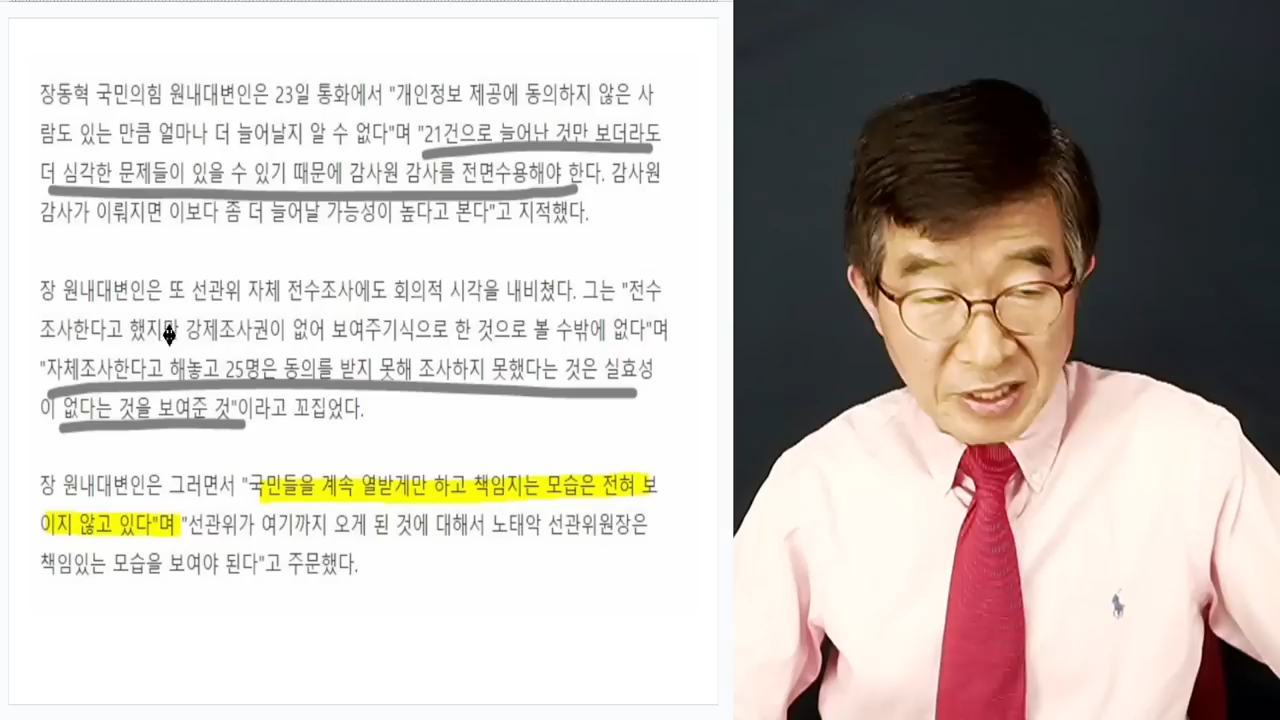 장동혁 국민의힘 원내대변인은 23일 통화에서 "개인정보 제공에 동의하지 않은 사
람도 있는 만큼 얼마나 더 늘어날지 알 수 없다"며 "21건으로 늘어난 것만 보더라도
더 심각한 문제들이 있을 수 있기 때문에 감사원 감사를 전면수용해야 한다. 감사원
감사가 이뤄지면 이보다 좀 더 늘어날 가능성이 높다고 본다"고 지적했다.
장 원내대변인은 또 선관위 자체 전수조사에도 회의적 시각을 내비쳤다. 그는 "전수
조사한다고 했지만 강제조사권이 없어 보여주기식으로 한 것으로 볼 수밖에 없다"며
"자체조사한다고 해놓고 25명은 동의를 받지 못해 조사하지 못했다는 것은 실효성
이 없다는 것을 보여준 것"이라고 꼬집었다.
장 원내대변인은 그러면서 "국민들을 계속 열받게만 하고 책임지는 모습은 전혀 보
이지 않고 있다"며 "선관위가 여기까지 오게 된 것에 대해서 노태악 선관위원장은
책임있는 모습을 보여야 된다"고 주문했다.